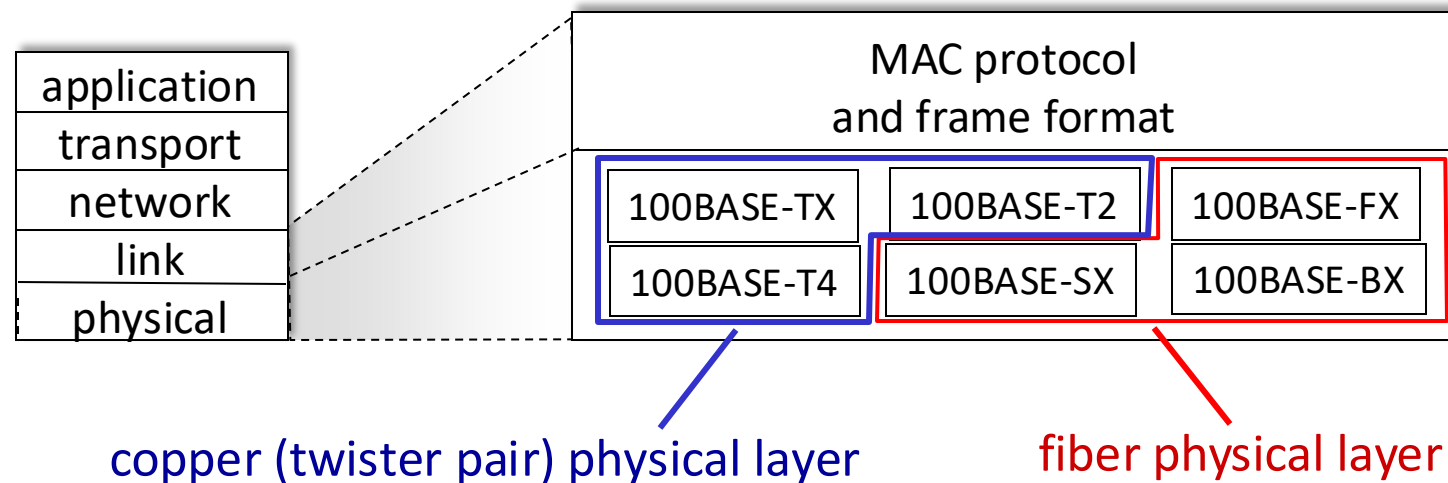 application
transport
network
link
physical
MAC protocol
and frame format
100BASE-TX
100BASE-T2
100BASE-FX
100BASE-T4
100BASE-SX
100BASE-BX
copper (twister pair) physical layer
fiber physical layer